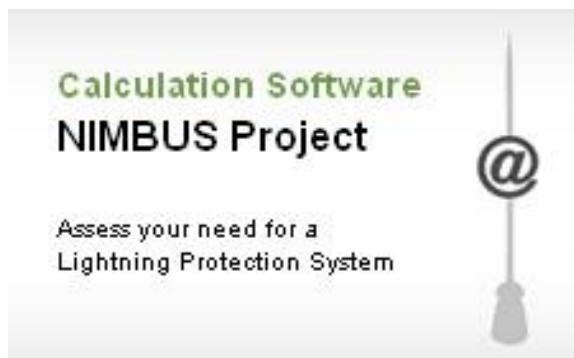 Calculation Software
NIMBUS Project
@
Assess your need for a
Lightning Protection System